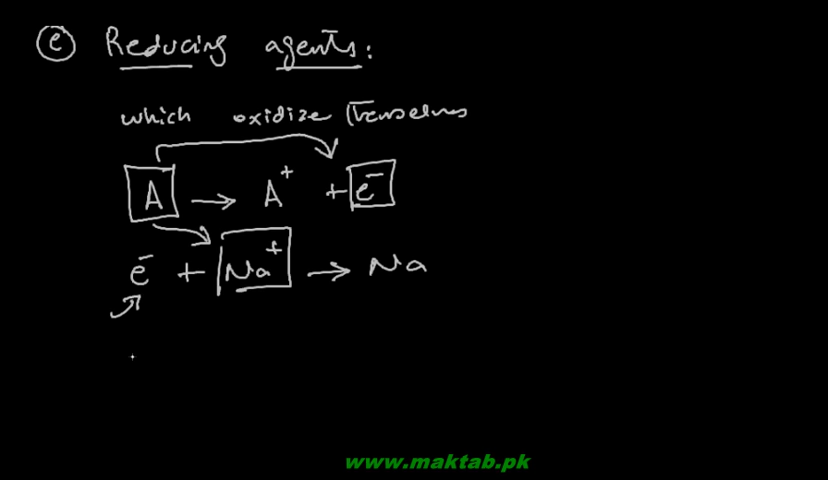 e Reducing agents:
which oxidize themselves
A → A⁺ + e⁻
e⁻ + Na⁺ → Na
www.maktab.pk